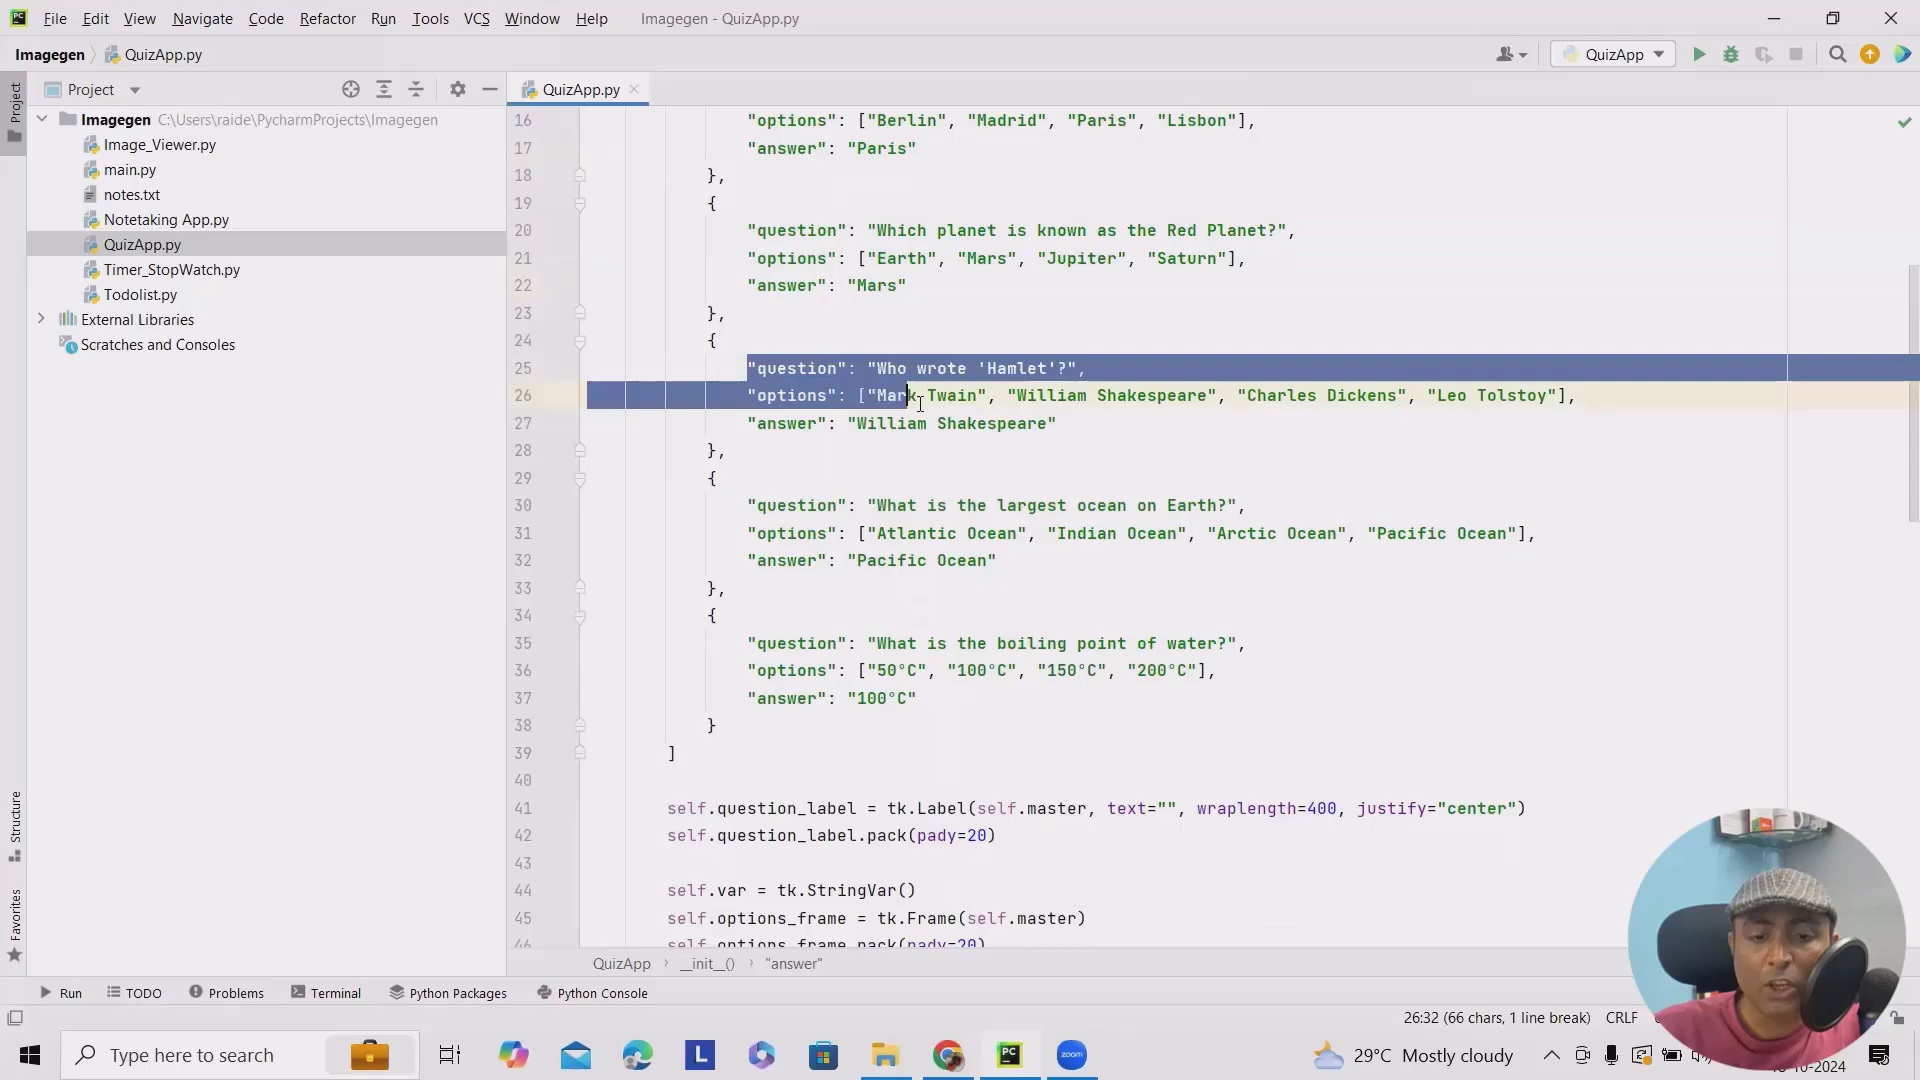 File Edit View Navigate Code Refactor Run Tools VCS Window Help Imagegen - QuizApp.py
Imagegen QuizApp.py QuizApp
Project
Project
QuizApp.py
Imagegen C:\Users\raide\PycharmProjects\Imagegen
Image_Viewer.py
main.py
notes.txt
Notetaking App.py
QuizApp.py
Timer_StopWatch.py
Todolist.py
External Libraries
Scratches and Consoles
Structure
Favorites
16 "options": ["Berlin", "Madrid", "Paris", "Lisbon"],
17 "answer": "Paris"
18 },
19 {
20 "question": "Which planet is known as the Red Planet?",
21 "options": ["Earth", "Mars", "Jupiter", "Saturn"],
22 "answer": "Mars"
23 },
24 {
25 "question": "Who wrote 'Hamlet'?",
26 "options": ["Mark Twain", "William Shakespeare", "Charles Dickens", "Leo Tolstoy"],
27 "answer": "William Shakespeare"
28 },
29 {
30 "question": "What is the largest ocean on Earth?",
31 "options": ["Atlantic Ocean", "Indian Ocean", "Arctic Ocean", "Pacific Ocean"],
32 "answer": "Pacific Ocean"
33 },
34 {
35 "question": "What is the boiling point of water?",
36 "options": ["50°C", "100°C", "150°C", "200°C"],
37 "answer": "100°C"
38 }
39 ]
40
41 self.question_label = tk.Label(self.master, text="", wraplength=400, justify="center")
42 self.question_label.pack(pady=20)
43
44 self.var = tk.StringVar()
45 self.options_frame = tk.Frame(self.master)
46 self.options_frame.pack(pady=20)
QuizApp __init__() "answer"
Run TODO Problems Terminal Python Packages Python Console
26:32 (66 chars, 1 line break) CRLF
Type here to search L zoom 29°C Mostly cloudy
10-2024